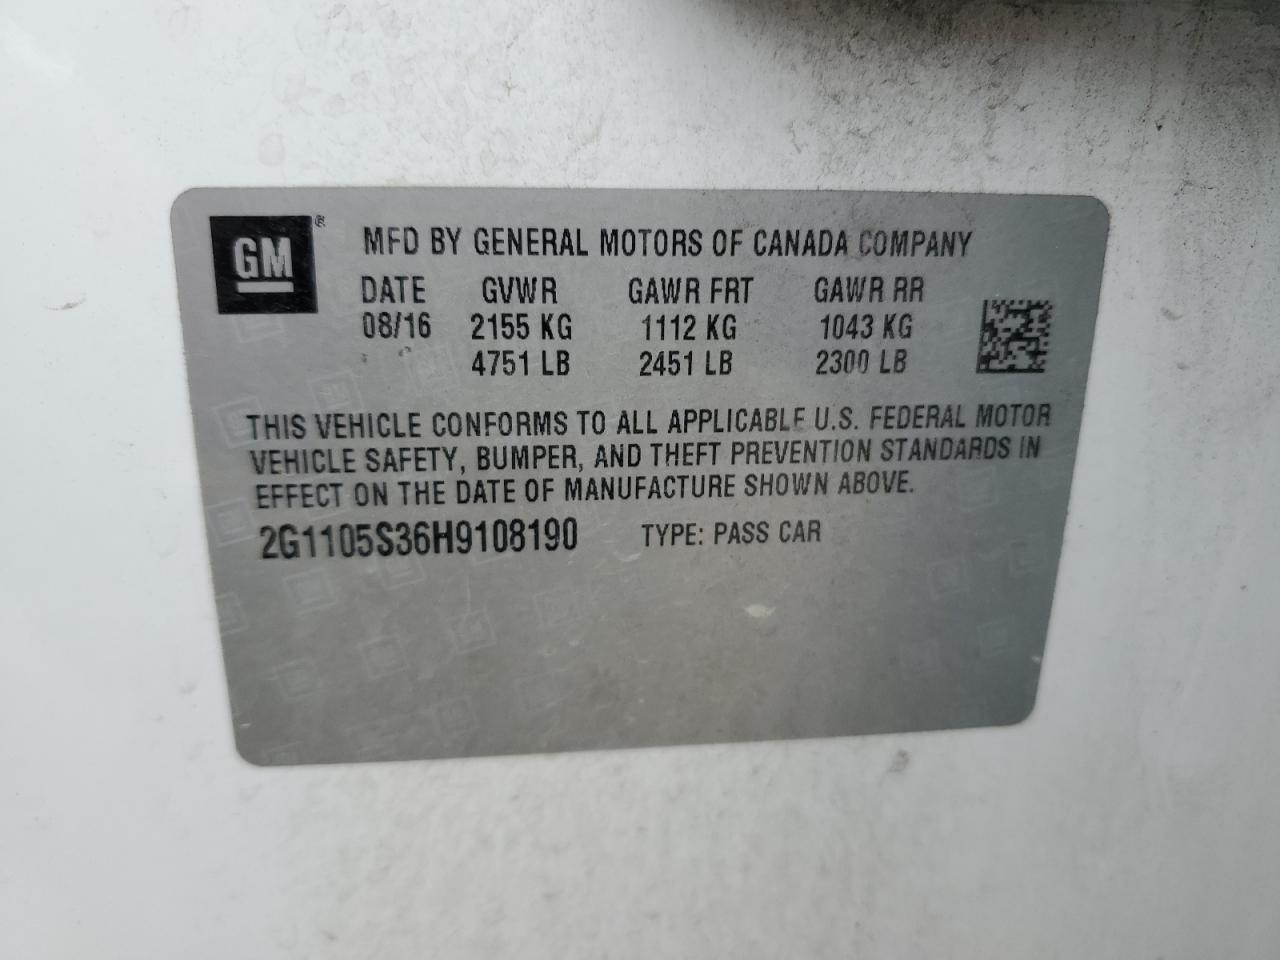 GM ®
MFD BY GENERAL MOTORS OF CANADA COMPANY
DATE GVWR GAWR FRT GAWR RR
08/16 2155 KG 1112 KG 1043 KG
4751 LB 2451 LB 2300 LB
THIS VEHICLE CONFORMS TO ALL APPLICABLE U.S. FEDERAL MOTOR
VEHICLE SAFETY, BUMPER, AND THEFT PREVENTION STANDARDS IN
EFFECT ON THE DATE OF MANUFACTURE SHOWN ABOVE.
2G1105S36H9108190 TYPE: PASS CAR